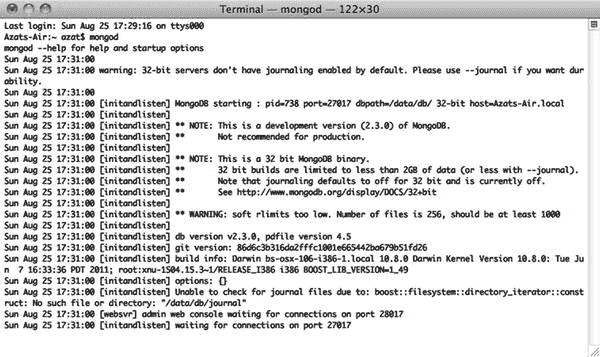 Terminal — mongod — 122×30
Last login: Sun Aug 25 17:29:16 on ttys000
Azats-Air:~ azat$ mongod
mongod --help for help and startup options
Sun Aug 25 17:31:00
Sun Aug 25 17:31:00 warning: 32-bit servers don't have journaling enabled by default. Please use --journal if you want dur
ability.
Sun Aug 25 17:31:00
Sun Aug 25 17:31:00 [initandlisten] MongoDB starting : pid=738 port=27017 dbpath=/data/db/ 32-bit host=Azats-Air.local
Sun Aug 25 17:31:00 [initandlisten]
Sun Aug 25 17:31:00 [initandlisten] ** NOTE: This is a development version (2.3.0) of MongoDB.
Sun Aug 25 17:31:00 [initandlisten] **       Not recommended for production.
Sun Aug 25 17:31:00 [initandlisten]
Sun Aug 25 17:31:00 [initandlisten] ** NOTE: This is a 32 bit MongoDB binary.
Sun Aug 25 17:31:00 [initandlisten] **       32 bit builds are limited to less than 2GB of data (or less with --journal).
Sun Aug 25 17:31:00 [initandlisten] **       Note that journaling defaults to off for 32 bit and is currently off.
Sun Aug 25 17:31:00 [initandlisten] **       See http://www.mongodb.org/display/DOCS/32+bit
Sun Aug 25 17:31:00 [initandlisten]
Sun Aug 25 17:31:00 [initandlisten] ** WARNING: soft rlimits too low. Number of files is 256, should be at least 1000
Sun Aug 25 17:31:00 [initandlisten]
Sun Aug 25 17:31:00 [initandlisten] db version v2.3.0, pdfile version 4.5
Sun Aug 25 17:31:00 [initandlisten] git version: 86d6c3b316da2fffc1001e665442ba679b51fd26
Sun Aug 25 17:31:00 [initandlisten] build info: Darwin bs-osx-106-i386-1.local 10.8.0 Darwin Kernel Version 10.8.0: Tue Ju
n  7 16:33:36 PDT 2011; root:xnu-1504.15.3~1/RELEASE_I386 i386 BOOST_LIB_VERSION=1_49
Sun Aug 25 17:31:00 [initandlisten] options: {}
Sun Aug 25 17:31:00 [initandlisten] Unable to check for journal files due to: boost::filesystem::directory_iterator::const
ruct: No such file or directory: "/data/db/journal"
Sun Aug 25 17:31:00 [websvr] admin web console waiting for connections on port 28017
Sun Aug 25 17:31:00 [initandlisten] waiting for connections on port 27017